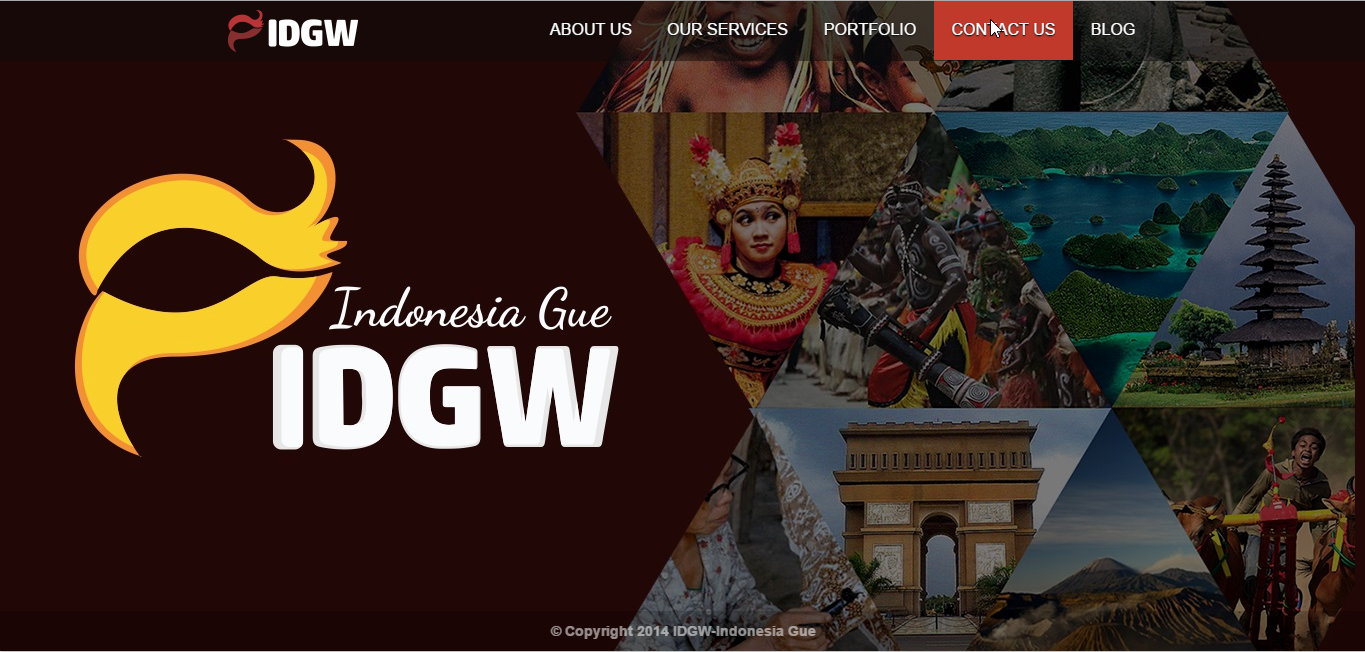 IDGW
ABOUT US
OUR SERVICES
PORTFOLIO
CONTACT US
BLOG
Indonesia Gue
IDGW
© Copyright 2014 IDGW-Indonesia Gue